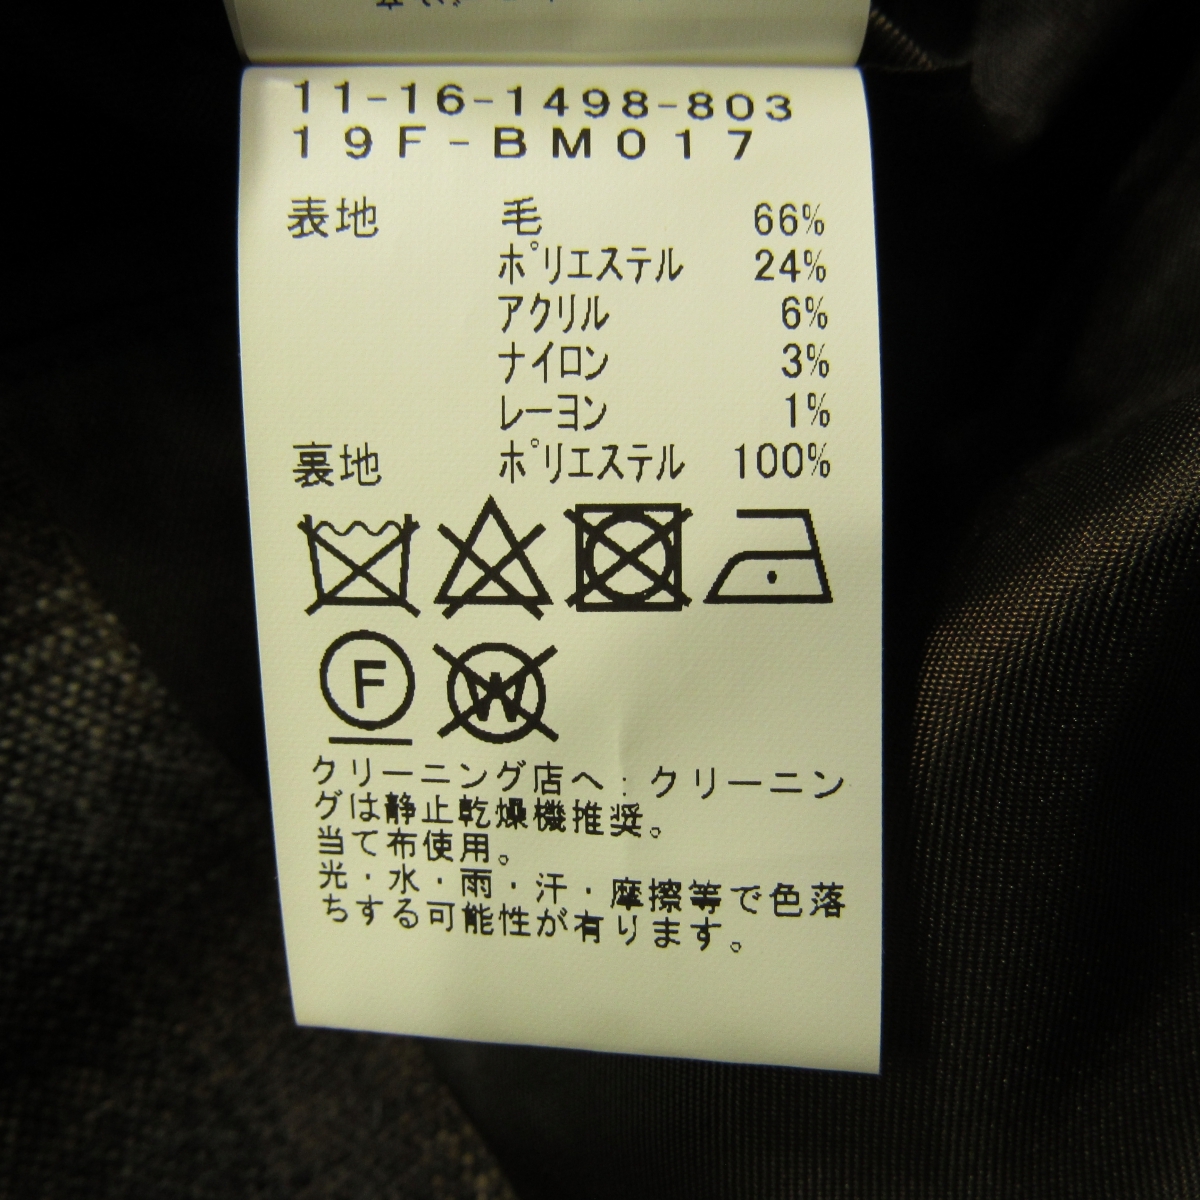 11-16-1498-803
19F-BM017
表地 毛 66%
ポリエステル 24%
アクリル 6%
ナイロン 3%
レーヨン 1%
裏地 ポリエステル 100%
F W
クリーニング店へ:クリーニン
グは静止乾燥機推奨。
当て布使用。
光・水・雨・汗・摩擦等で色落
ちする可能性が有ります。